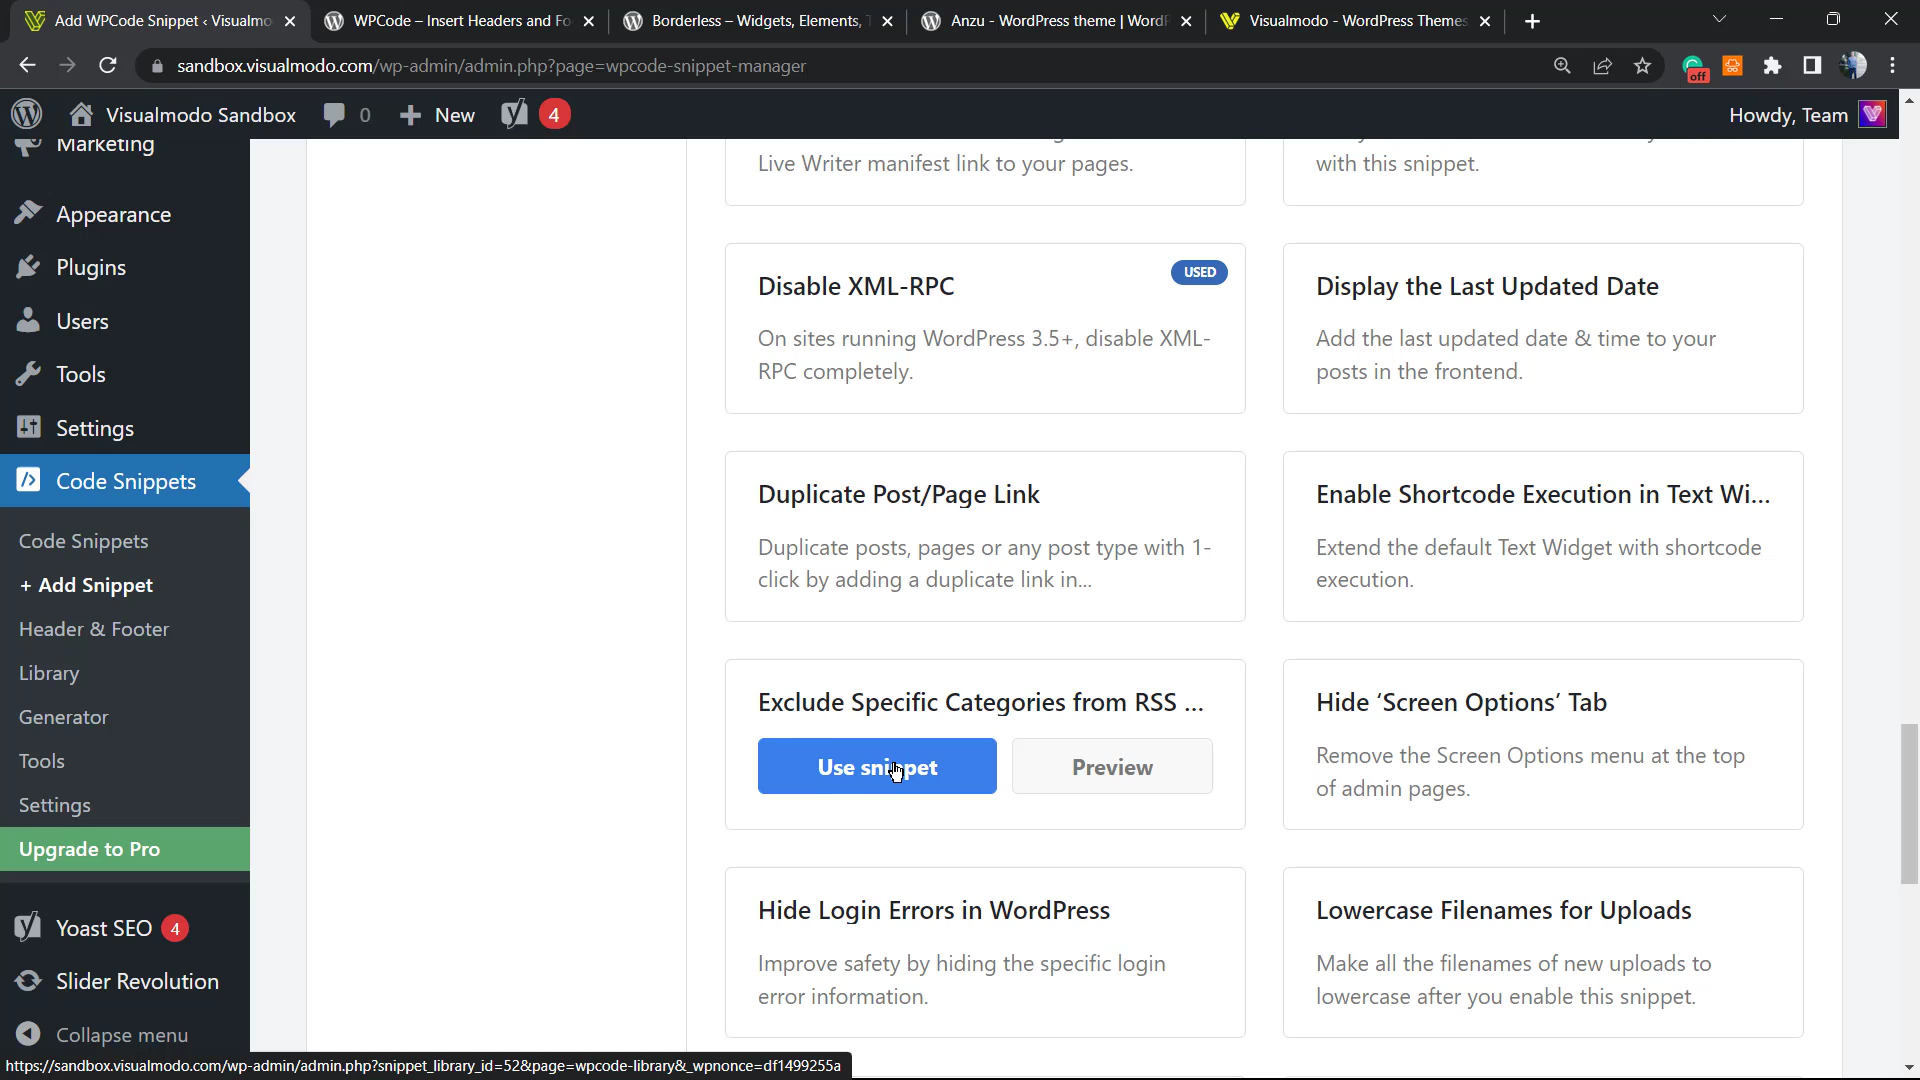 Add WPCode Snippet ‹ Visualmo
WPCode – Insert Headers and Fo
Borderless – Widgets, Elements,
Anzu - WordPress theme | Word
Visualmodo - WordPress Themes
sandbox.visualmodo.com/wp-admin/admin.php?page=wpcode-snippet-manager
off
Visualmodo Sandbox
0
New
4
Howdy, Team
Marketing
Appearance
Plugins
Users
Tools
Settings
Code Snippets
Code Snippets
+ Add Snippet
Header & Footer
Library
Generator
Tools
Settings
Upgrade to Pro
Yoast SEO 4
Slider Revolution
Collapse menu
Live Writer manifest link to your pages.
with this snippet.
Disable XML-RPC
USED
On sites running WordPress 3.5+, disable XML-
RPC completely.
Display the Last Updated Date
Add the last updated date & time to your
posts in the frontend.
Duplicate Post/Page Link
Duplicate posts, pages or any post type with 1-
click by adding a duplicate link in...
Enable Shortcode Execution in Text Wi...
Extend the default Text Widget with shortcode
execution.
Exclude Specific Categories from RSS ...
Use snippet
Preview
Hide ‘Screen Options’ Tab
Remove the Screen Options menu at the top
of admin pages.
Hide Login Errors in WordPress
Improve safety by hiding the specific login
error information.
Lowercase Filenames for Uploads
Make all the filenames of new uploads to
lowercase after you enable this snippet.
https://sandbox.visualmodo.com/wp-admin/admin.php?snippet_library_id=52&page=wpcode-library&_wpnonce=df1499255a